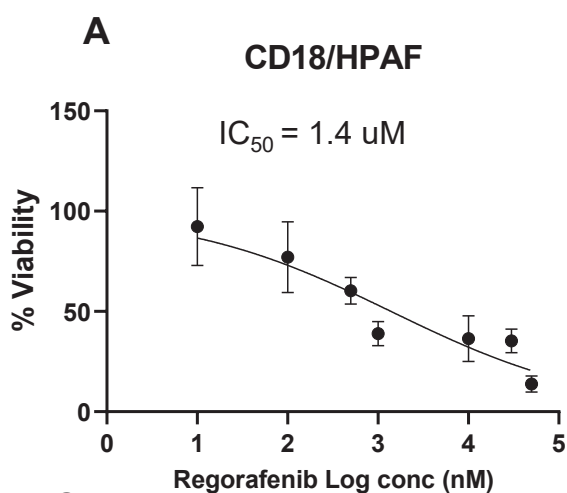 A
CD18/HPAF
IC50 = 1.4 uM
% Viability
150
100
50
0
0 1 2 3 4 5
Regorafenib Log conc (nM)